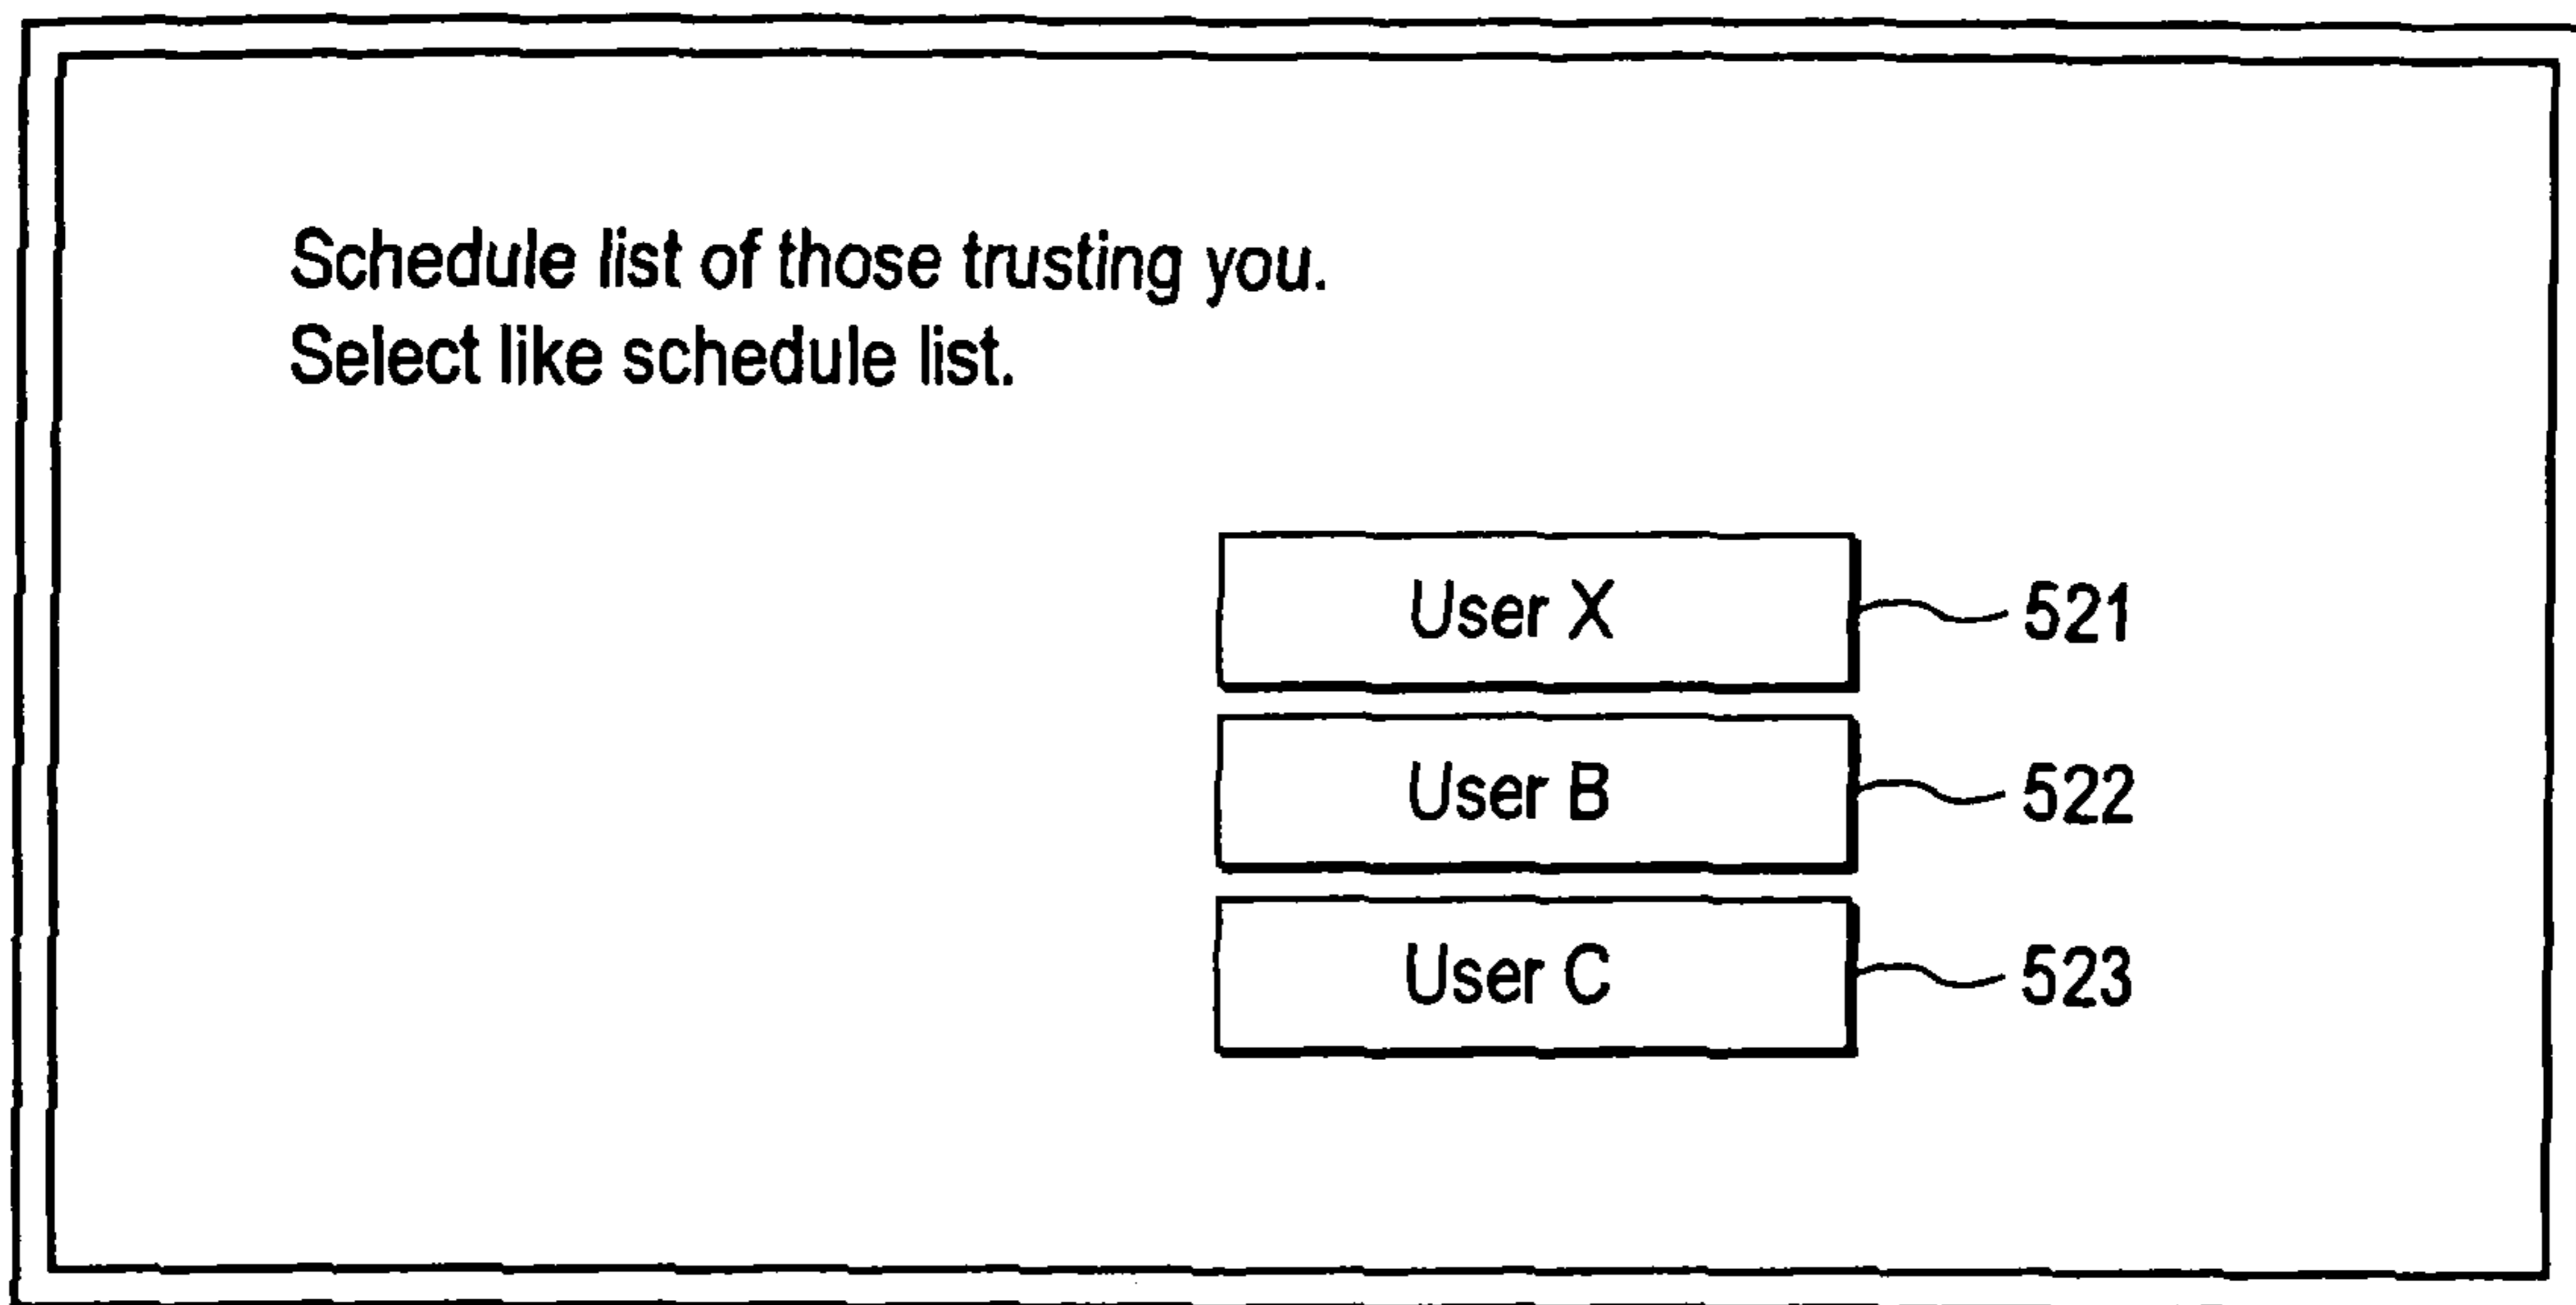 Schedule list of those trusting you.
Select like schedule list.
User X 521
User B 522
User C 523